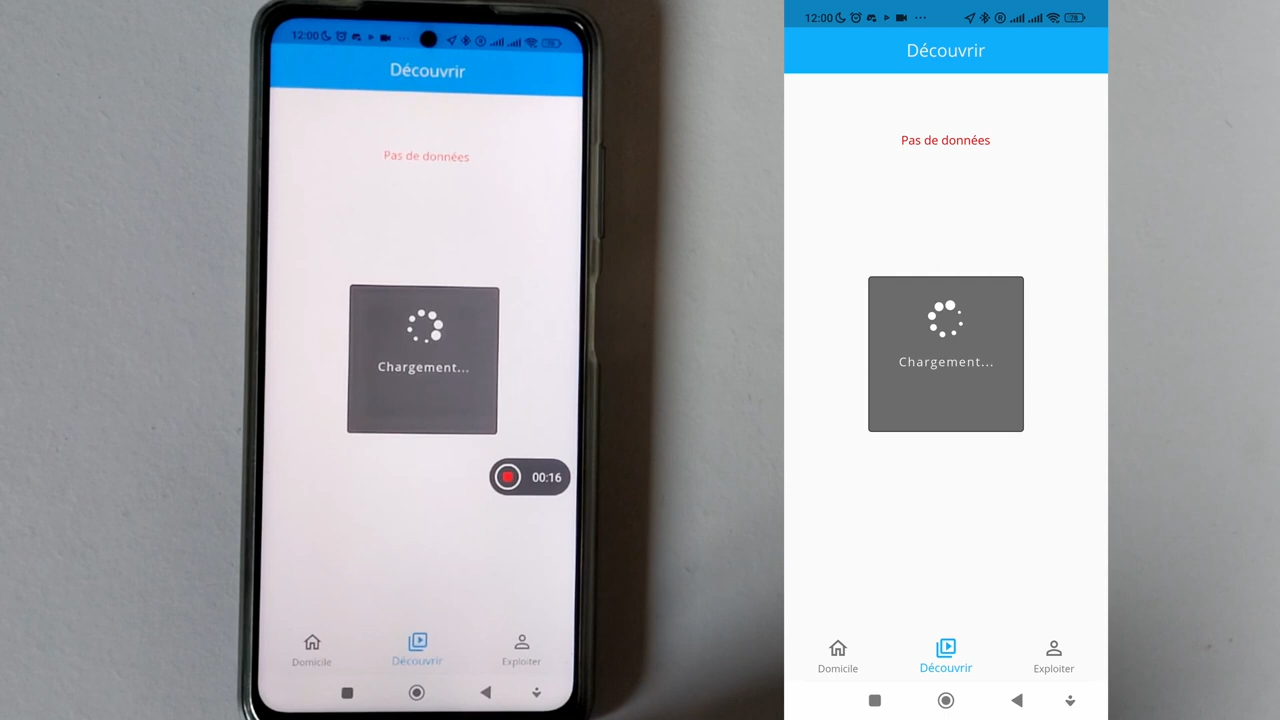 12:00
Découvrir
Pas de données
Chargement...
00:16
Domicile
Découvrir
Exploiter
12:00
78
Découvrir
Pas de données
Chargement...
Domicile
Découvrir
Exploiter